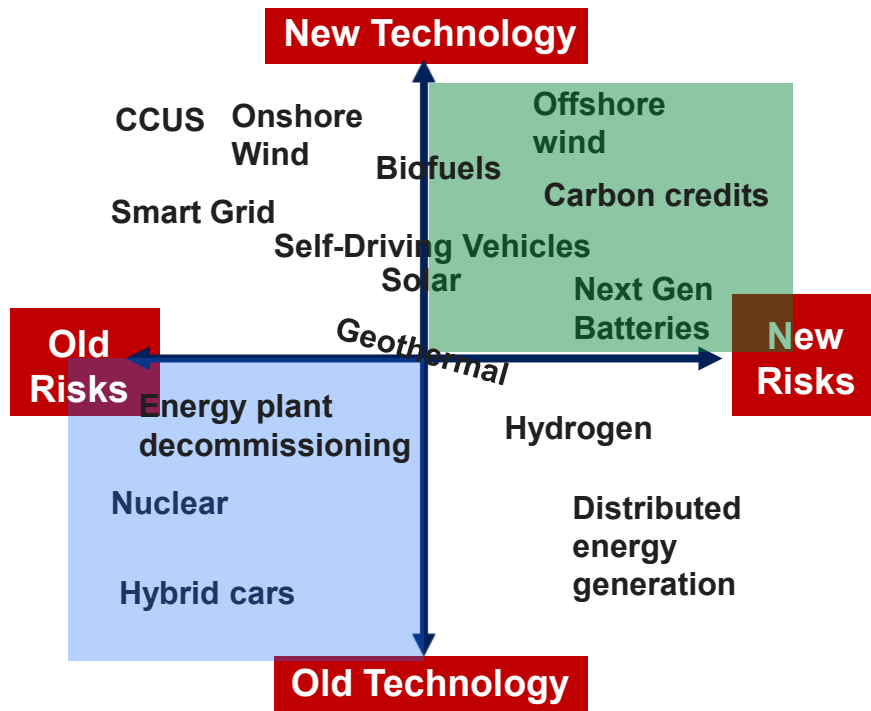 New Technology
CCUS
Onshore
Wind
Offshore
wind
Biofuels
Carbon credits
Smart Grid
Self-Driving Vehicles
Solar
Next Gen
Batteries
Geothermal
Old
Risks
New
Risks
Energy plant
decommissioning
Hydrogen
Nuclear
Distributed
energy
generation
Hybrid cars
Old Technology